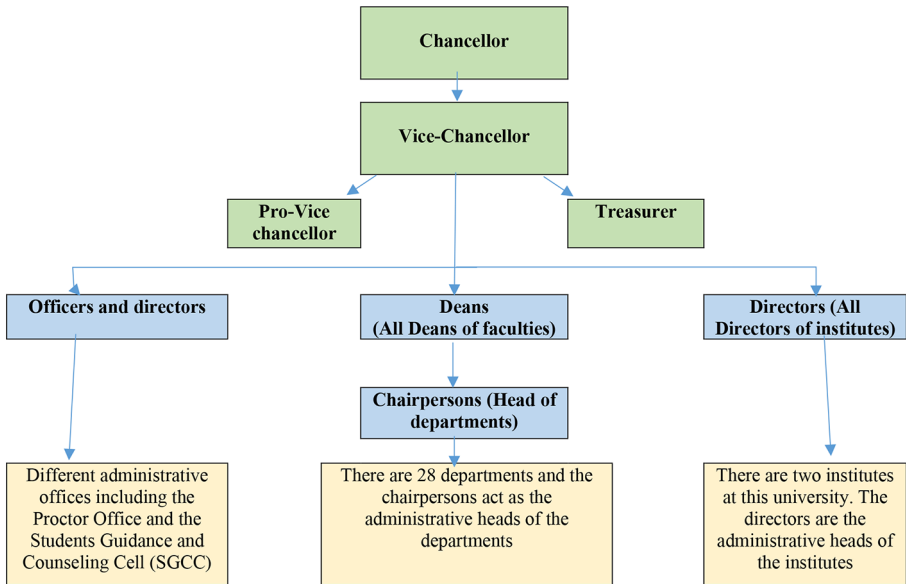 Chancellor
Vice-Chancellor
Pro-Vice
chancellor
Treasurer
Officers and directors
Deans
(All Deans of faculties)
Directors (All
Directors of institutes)
Chairpersons (Head of
departments)
Different administrative
offices including the
Proctor Office and the
Students Guidance and
Counseling Cell (SGCC)
There are 28 departments and the
chairpersons act as the
administrative heads of the
departments
There are two institutes
at this university. The
directors are the
administrative heads of
the institutes